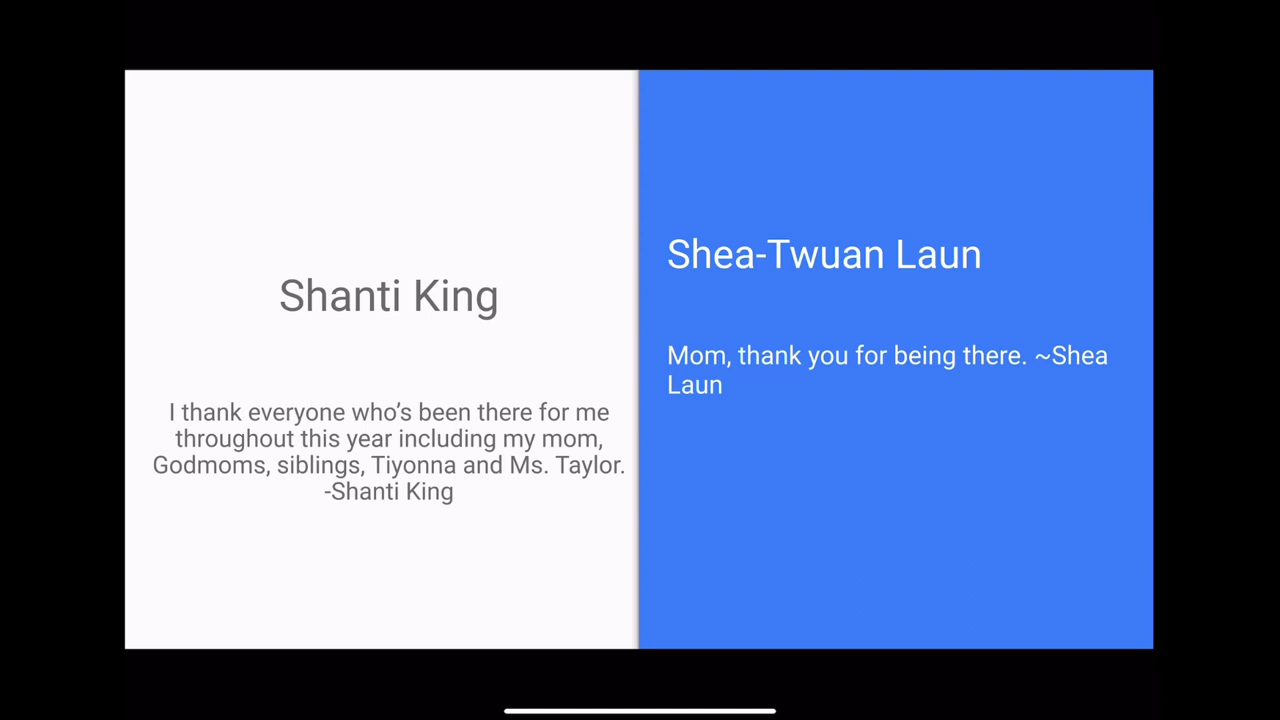 Shanti King
I thank everyone who’s been there for me
throughout this year including my mom,
Godmoms, siblings, Tiyonna and Ms. Taylor.
-Shanti King
Shea-Twuan Laun
Mom, thank you for being there. ~Shea
Laun